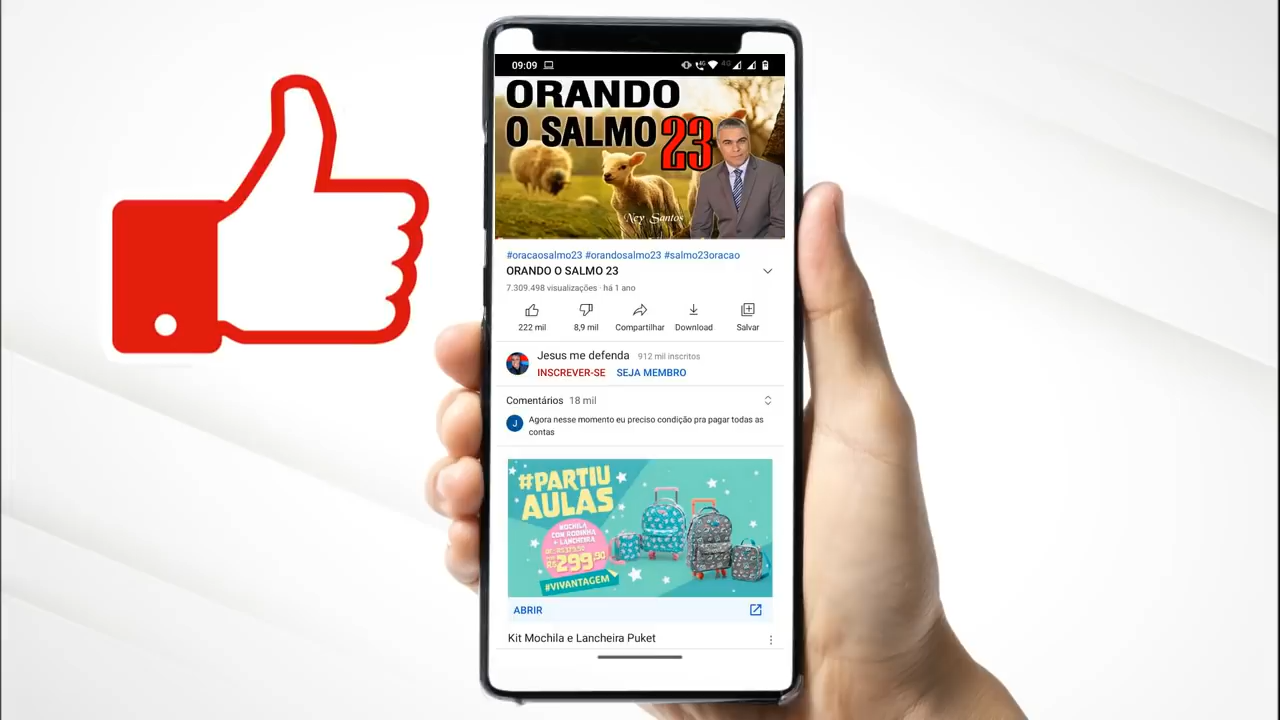 09:09
4G
ORANDO
O SALMO 23
Ney Santos
#oracaosalmo23 #orandosalmo23 #salmo23oracao
ORANDO O SALMO 23
7.309.498 visualizações · há 1 ano
222 mil
8,9 mil
Compartilhar
Download
Salvar
Jesus me defenda 912 mil inscritos
INSCREVER-SE SEJA MEMBRO
Comentários 18 mil
J
Agora nesse momento eu preciso condição pra pagar todas as
contas
#PARTIU
AULAS
MOCHILA
COM RODINHA
+ LANCHEIRA
R$299,90
#VIVANTAGEM
ABRIR
Kit Mochila e Lancheira Puket